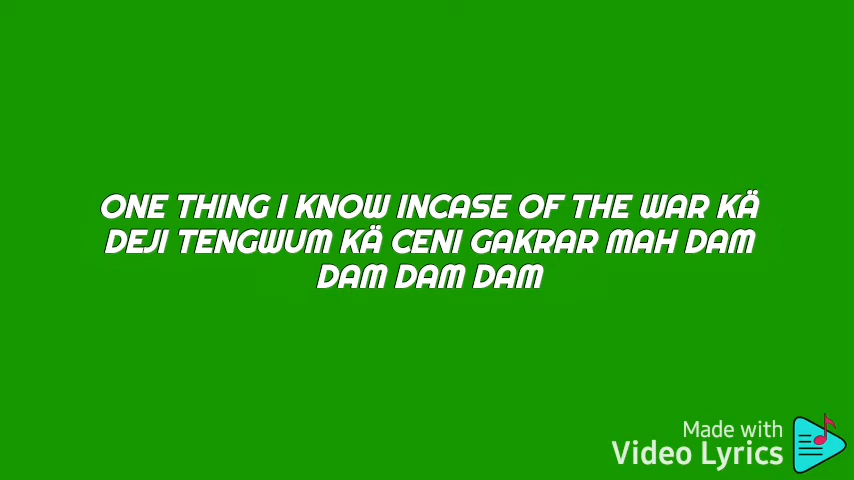 ONE THING I KNOW INCASE OF THE WAR KÄ
DEJI TENGWUM KÄ CENI GAKRAR MAH DAM
DAM DAM DAM
Made with
Video Lyrics